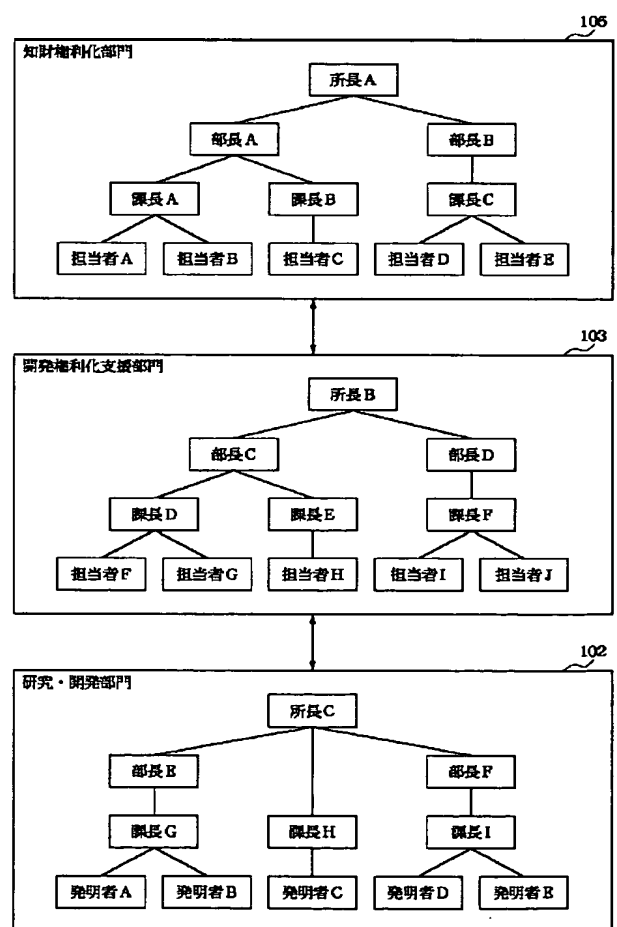 105
知財権利化部門
所長A
部長A 部長B
課長A 課長B 課長C
担当者A 担当者B 担当者C 担当者D 担当者E
103
開発権利化支援部門
所長B
部長C 部長D
課長D 課長E 課長F
担当者F 担当者G 担当者H 担当者I 担当者J
102
研究・開発部門
所長C
部長E 部長F
課長G 課長H 課長I
発明者A 発明者B 発明者C 発明者D 発明者E